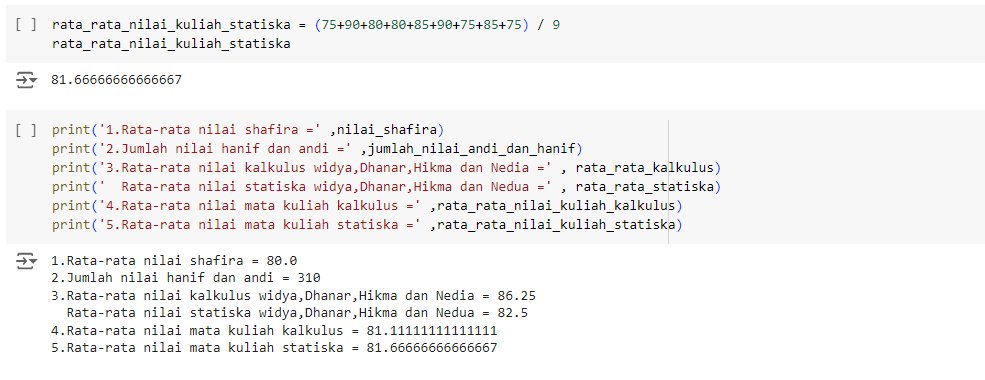 [ ] rata_rata_nilai_kuliah_statiska = (75+90+80+80+85+90+75+85+75) / 9
rata_rata_nilai_kuliah_statiska
81.66666666666667
[ ] print('1.Rata-rata nilai shafira =' ,nilai_shafira)
print('2.Jumlah nilai hanif dan andi =' ,jumlah_nilai_andi_dan_hanif)
print('3.Rata-rata nilai kalkulus widya,Dhanar,Hikma dan Nedia =' , rata_rata_kalkulus)
print('  Rata-rata nilai statiska widya,Dhanar,Hikma dan Nedua =' , rata_rata_statiska)
print('4.Rata-rata nilai mata kuliah kalkulus =' ,rata_rata_nilai_kuliah_kalkulus)
print('5.Rata-rata nilai mata kuliah statiska =' ,rata_rata_nilai_kuliah_statiska)
1.Rata-rata nilai shafira = 80.0
2.Jumlah nilai hanif dan andi = 310
3.Rata-rata nilai kalkulus widya,Dhanar,Hikma dan Nedia = 86.25
  Rata-rata nilai statiska widya,Dhanar,Hikma dan Nedua = 82.5
4.Rata-rata nilai mata kuliah kalkulus = 81.11111111111111
5.Rata-rata nilai mata kuliah statiska = 81.66666666666667